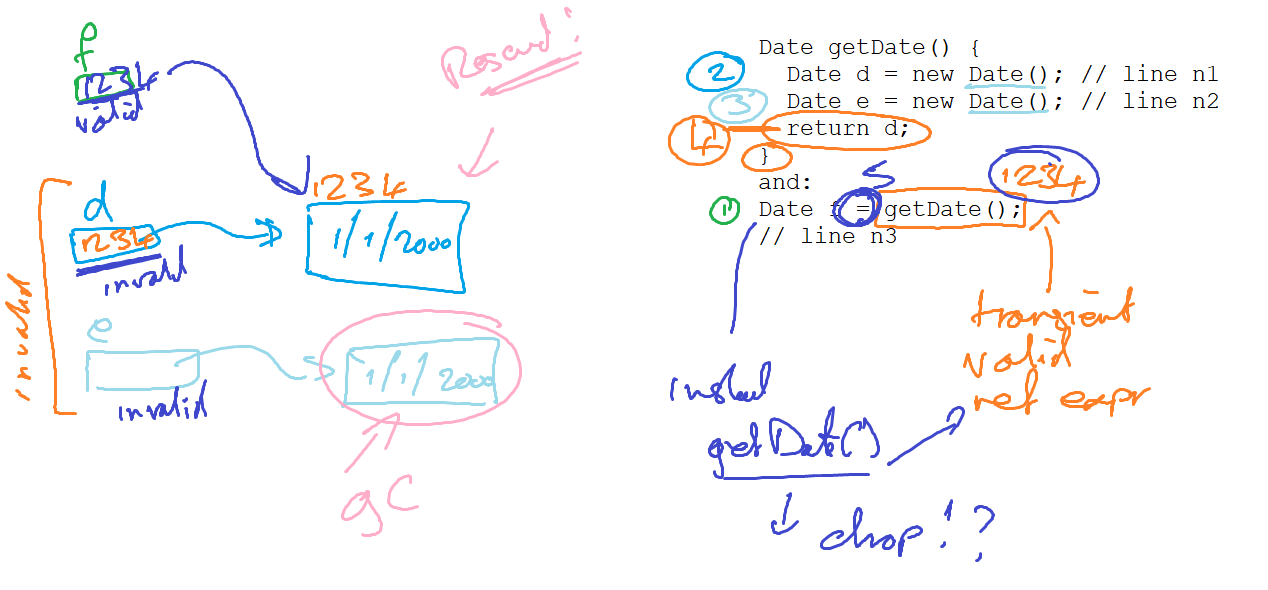 f
1234
valid
Rescued!
1234
d
1234
1/1/2000
invalid
invalid
e
1/1/2000
invalid
gc
Date getDate() {
2 Date d = new Date(); // line n1
3 Date e = new Date(); // line n2
4 return d;
}
and:
5
1234
1 Date f = getDate();
// line n3
transient
valid
ref expr
instead
getDate()
chop!?